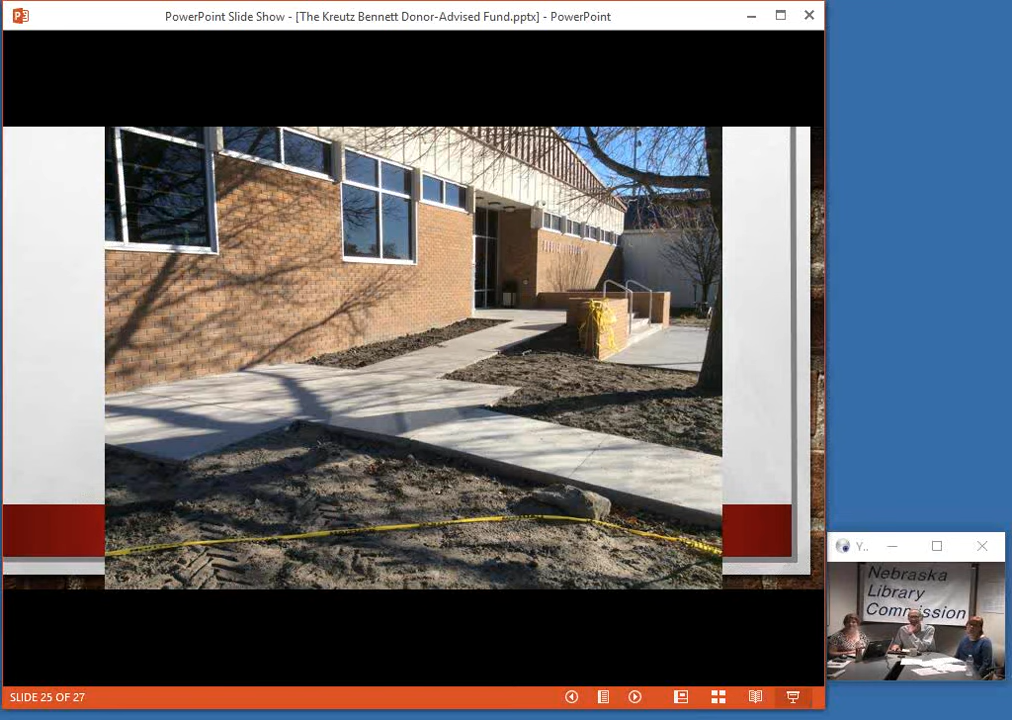 PowerPoint Slide Show - [The Kreutz Bennett Donor-Advised Fund.pptx] - PowerPoint
Y..
Nebraska
Library
Commission
SLIDE 25 OF 27